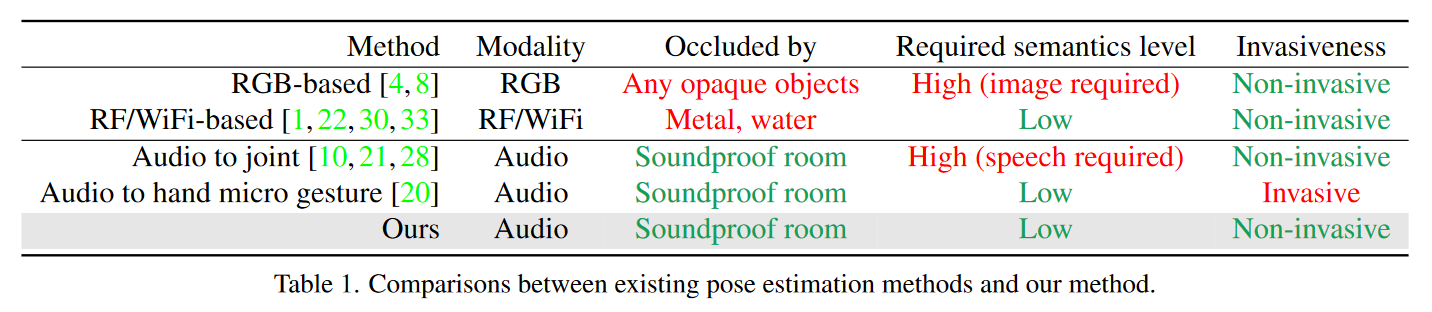 Method Modality Occluded by Required semantics level Invasiveness
RGB-based [4, 8] RGB Any opaque objects High (image required) Non-invasive
RF/WiFi-based [1, 22, 30, 33] RF/WiFi Metal, water Low Non-invasive
Audio to joint [10, 21, 28] Audio Soundproof room High (speech required) Non-invasive
Audio to hand micro gesture [20] Audio Soundproof room Low Invasive
Ours Audio Soundproof room Low Non-invasive
Table 1. Comparisons between existing pose estimation methods and our method.